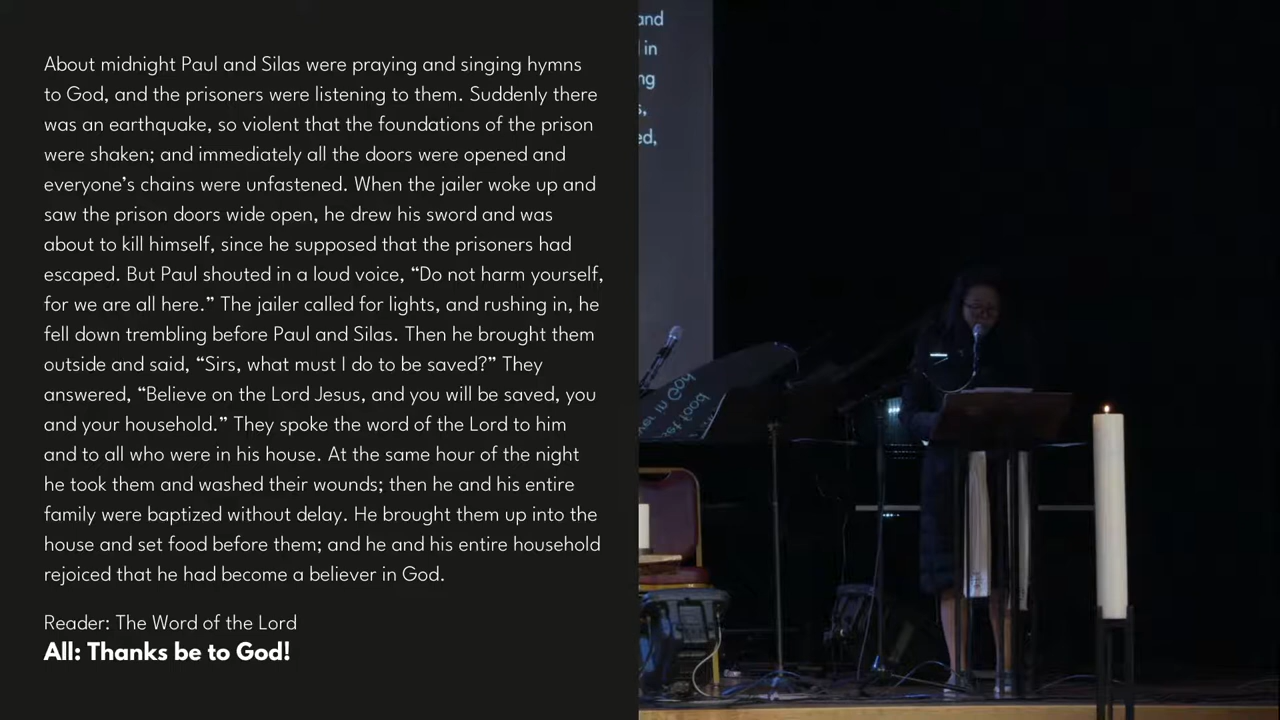 About midnight Paul and Silas were praying and singing hymns
to God, and the prisoners were listening to them. Suddenly there
was an earthquake, so violent that the foundations of the prison
were shaken; and immediately all the doors were opened and
everyone’s chains were unfastened. When the jailer woke up and
saw the prison doors wide open, he drew his sword and was
about to kill himself, since he supposed that the prisoners had
escaped. But Paul shouted in a loud voice, “Do not harm yourself,
for we are all here.” The jailer called for lights, and rushing in, he
fell down trembling before Paul and Silas. Then he brought them
outside and said, “Sirs, what must I do to be saved?” They
answered, “Believe on the Lord Jesus, and you will be saved, you
and your household.” They spoke the word of the Lord to him
and to all who were in his house. At the same hour of the night
he took them and washed their wounds; then he and his entire
family were baptized without delay. He brought them up into the
house and set food before them; and he and his entire household
rejoiced that he had become a believer in God.
Reader: The Word of the Lord
All: Thanks be to God!
and
in